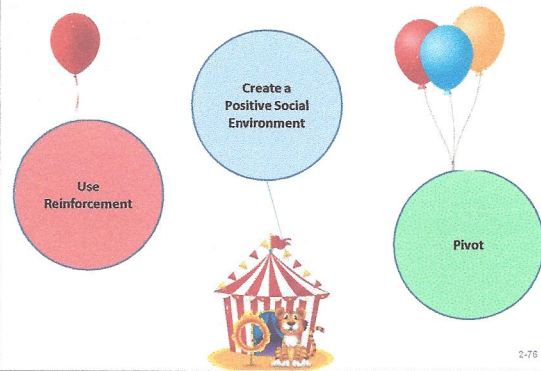 Create a
Positive Social
Environment
Use
Reinforcement
Pivot
2-76